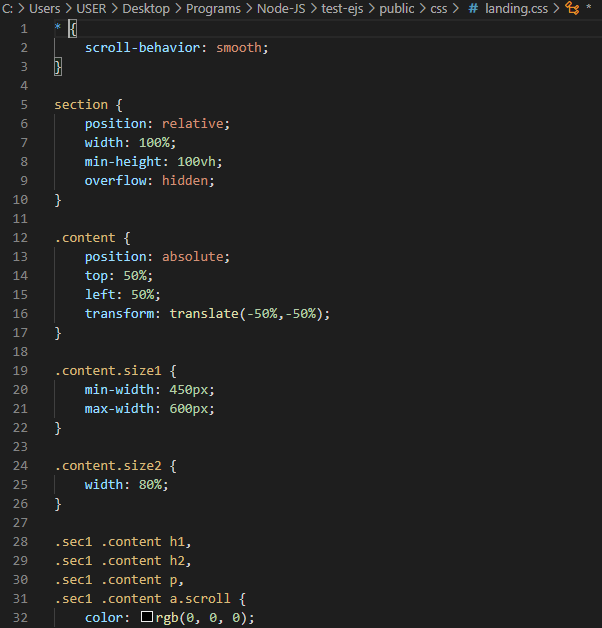 C: > Users > USER > Desktop > Programs > Node-JS > test-ejs > public > css > # landing.css > *
1 * {
2     scroll-behavior: smooth;
3 }
4
5 section {
6     position: relative;
7     width: 100%;
8     min-height: 100vh;
9     overflow: hidden;
10 }
11
12 .content {
13     position: absolute;
14     top: 50%;
15     left: 50%;
16     transform: translate(-50%,-50%);
17 }
18
19 .content.size1 {
20     min-width: 450px;
21     max-width: 600px;
22 }
23
24 .content.size2 {
25     width: 80%;
26 }
27
28 .sec1 .content h1,
29 .sec1 .content h2,
30 .sec1 .content p,
31 .sec1 .content a.scroll {
32     color: rgb(0, 0, 0);